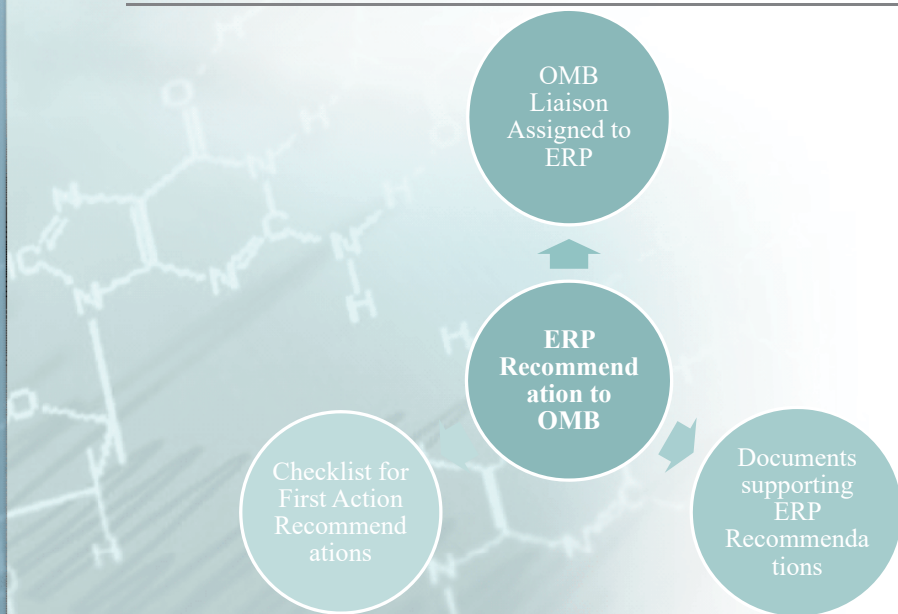 OMB
Liaison
Assigned to
ERP
ERP
Recommend
ation to
OMB
Checklist for
First Action
Recommend
ations
Documents
supporting
ERP
Recommenda
tions